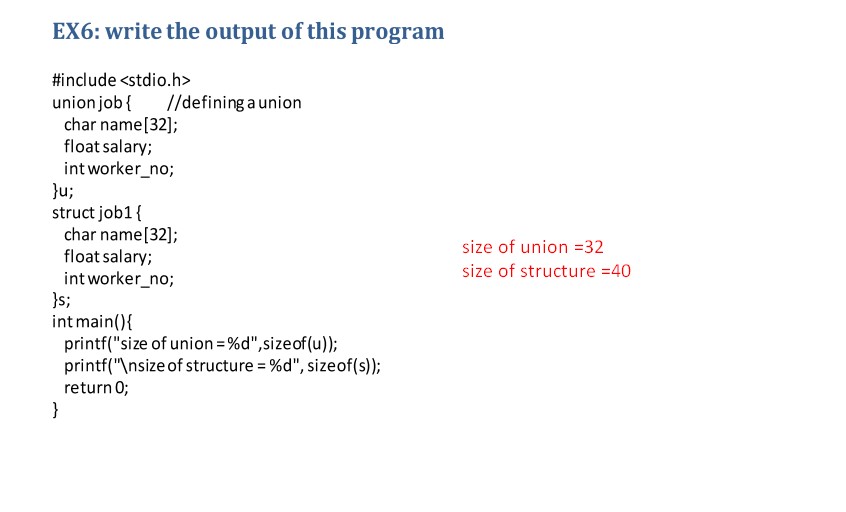 EX6: write the output of this program
#include <stdio.h>
union job {        //defining a union
char name[32];
float salary;
int worker_no;
}u;
struct job1 {
char name[32];
float salary;
int worker_no;
}s;
int main(){
printf("size of union = %d",sizeof(u));
printf("\nsize of structure = %d", sizeof(s));
return 0;
}
size of union =32
size of structure =40